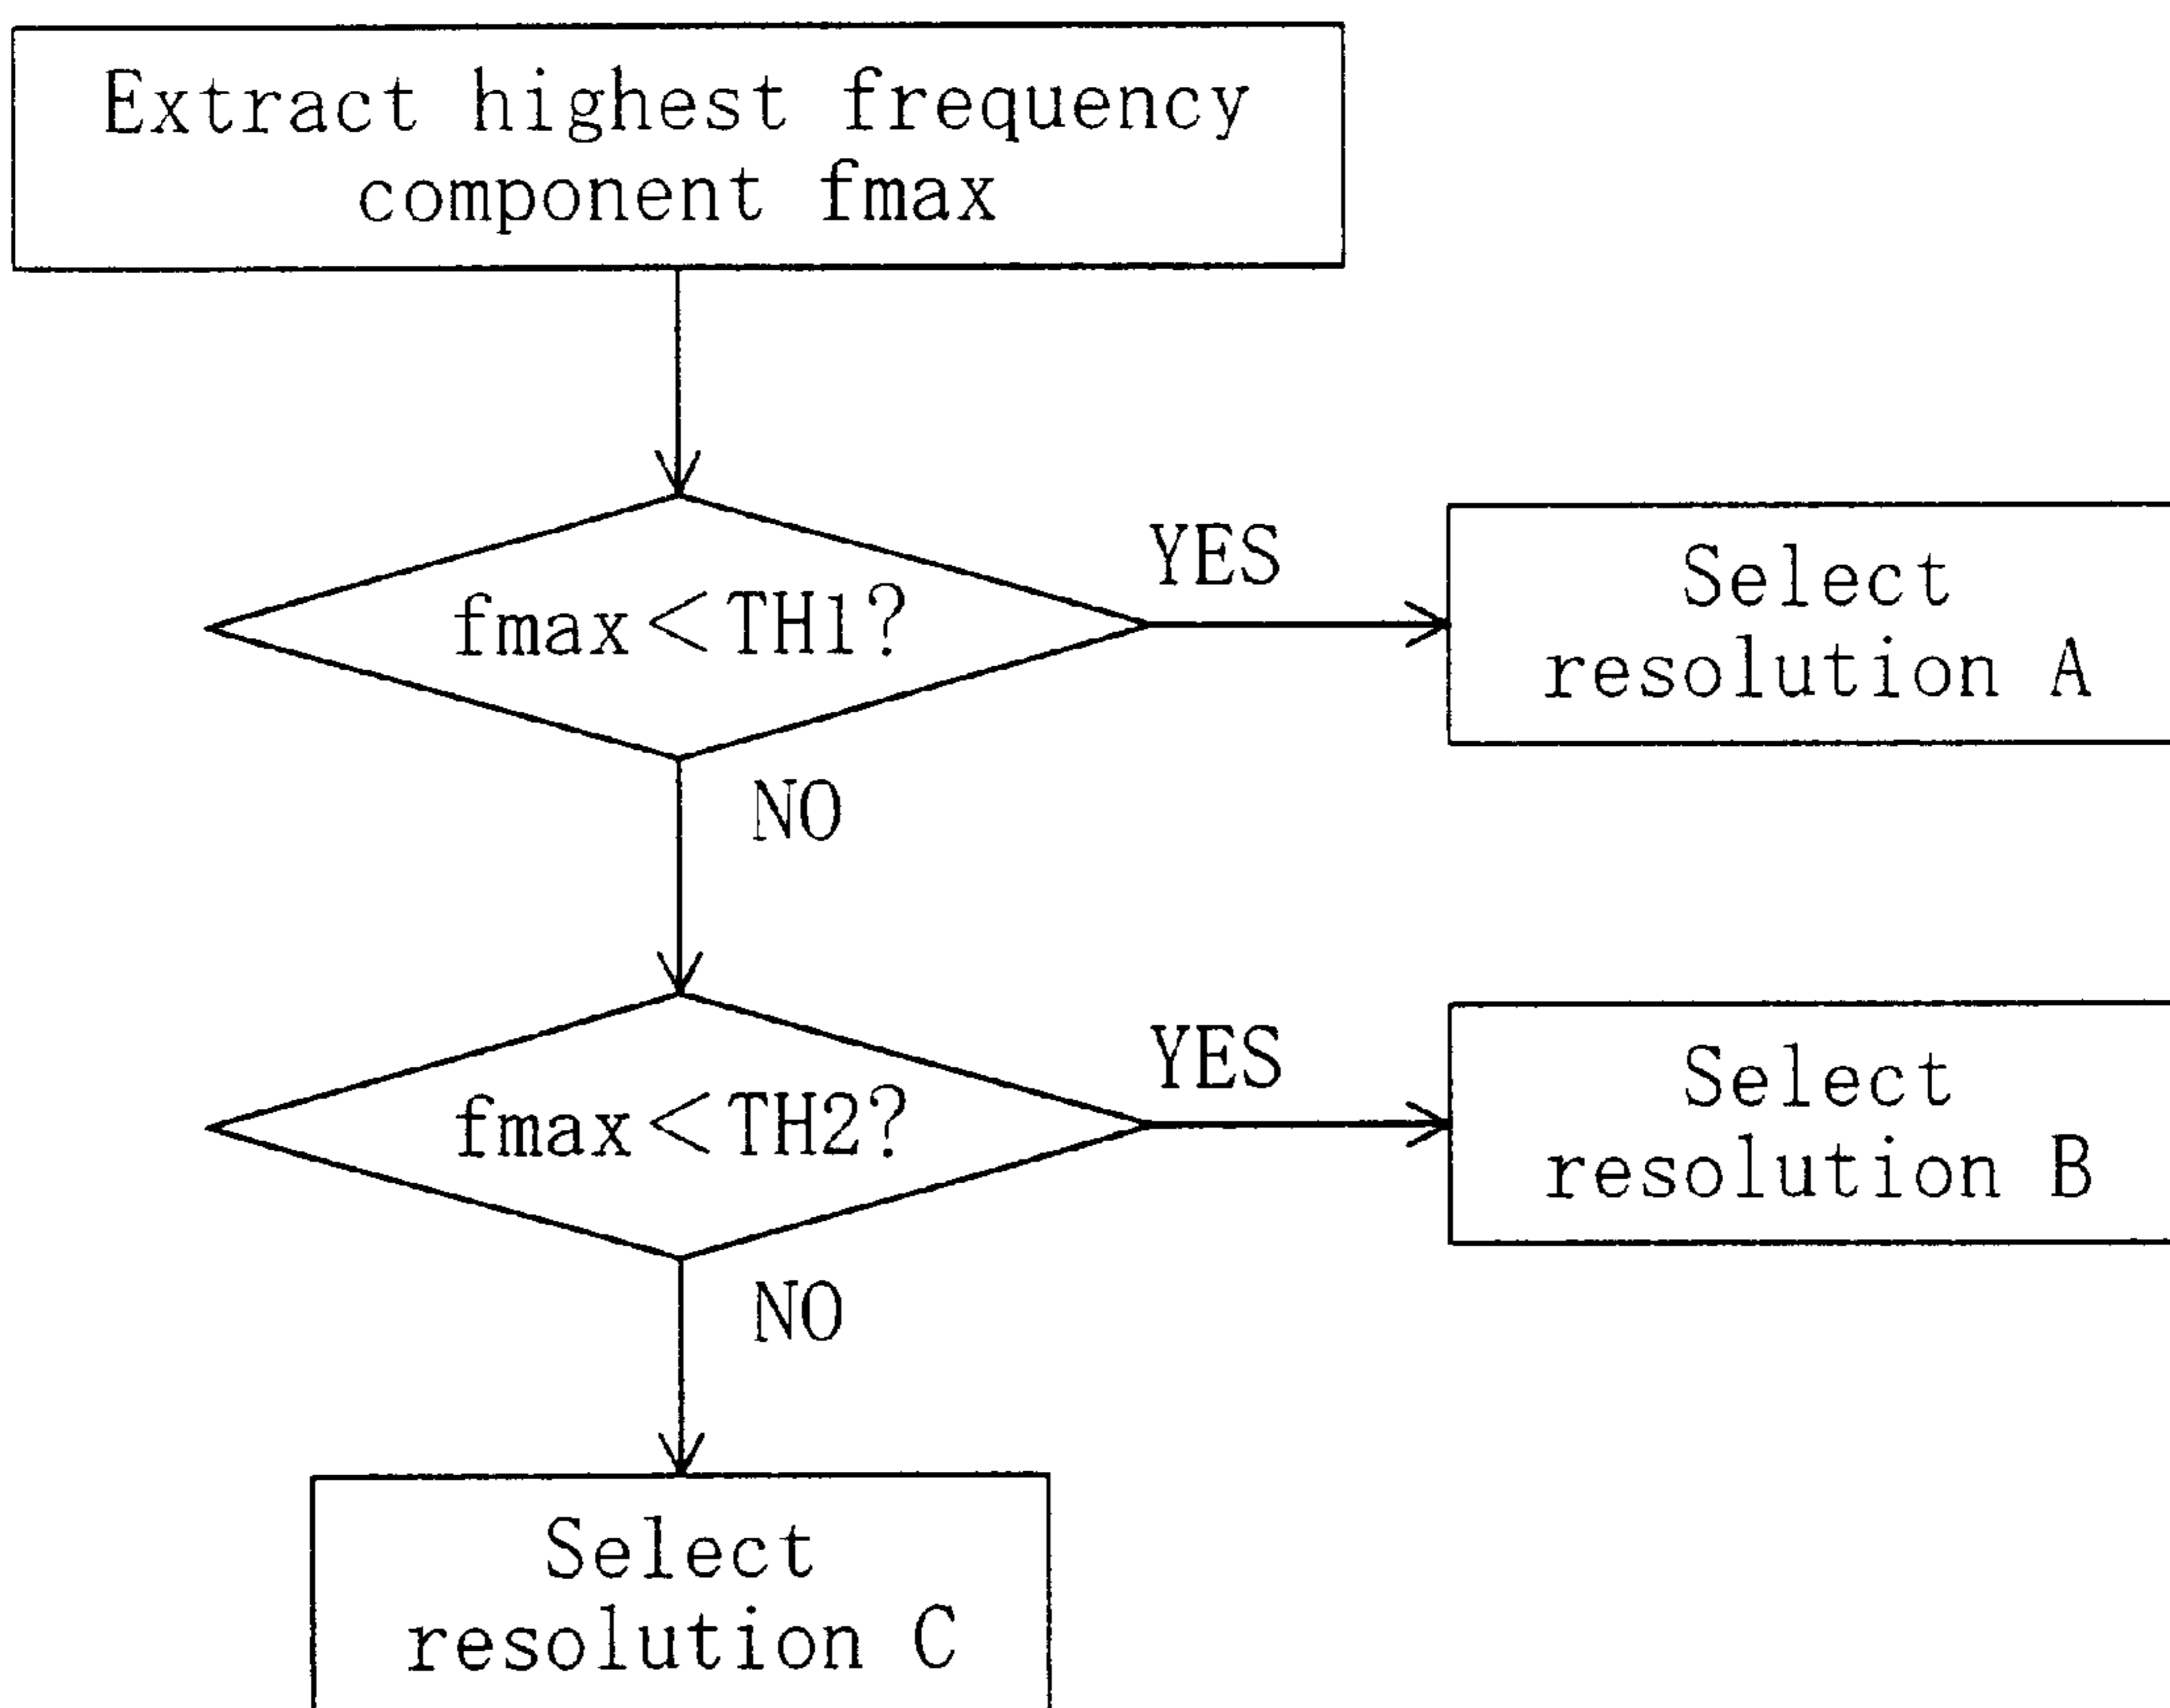 Extract highest frequency
component fmax
fmax<TH1?
YES
Select
resolution A
NO
fmax<TH2?
YES
Select
resolution B
NO
Select
resolution C